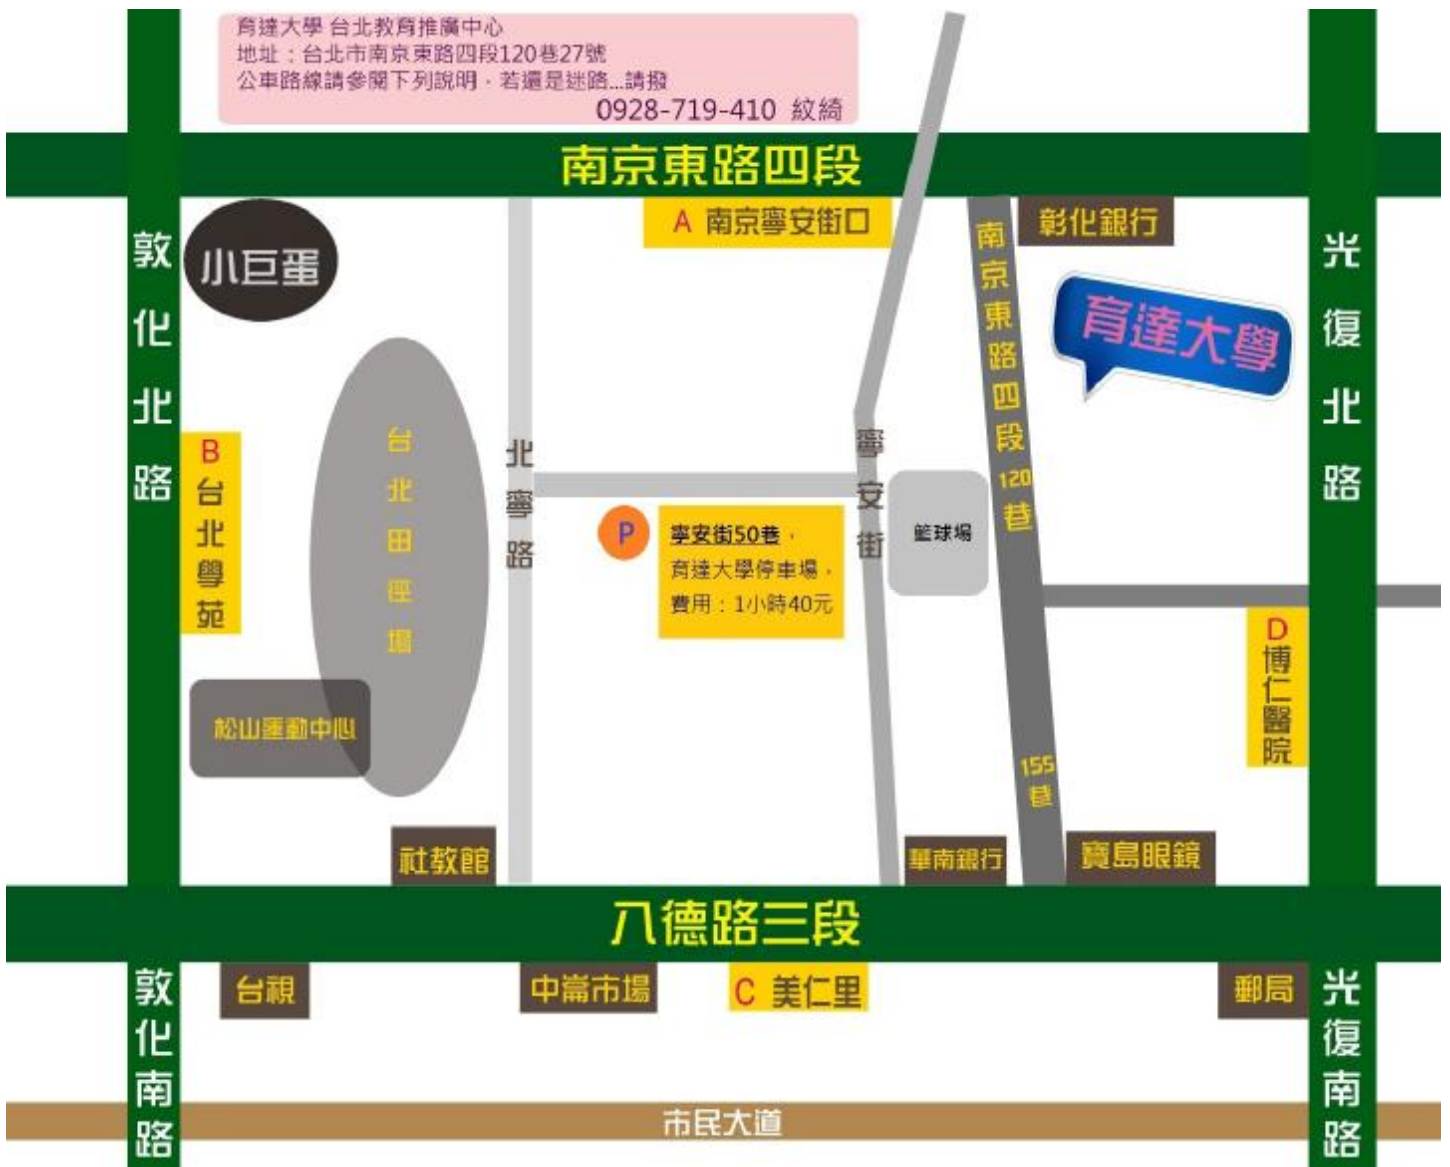 育達大學 台北教育推廣中心
地址：台北市南京東路四段120巷27號
公車路線請參閱下列說明，若還是迷路...請撥
0928-719-410 紋綺
南京東路四段
敦化北路
小巨蛋
A 南京寧安街口
彰化銀行
光復北路
育達大學
南京東路四段120巷
B 台北學苑
台北田徑場
北寧路
寧安街
P
寧安街50巷，
育達大學停車場，
費用：1小時40元
籃球場
D 博仁醫院
松山運動中心
155巷
社教館
華南銀行
寶島眼鏡
八德路三段
敦化南路
台視
中崙市場
C 美仁里
郵局
光復南路
市民大道